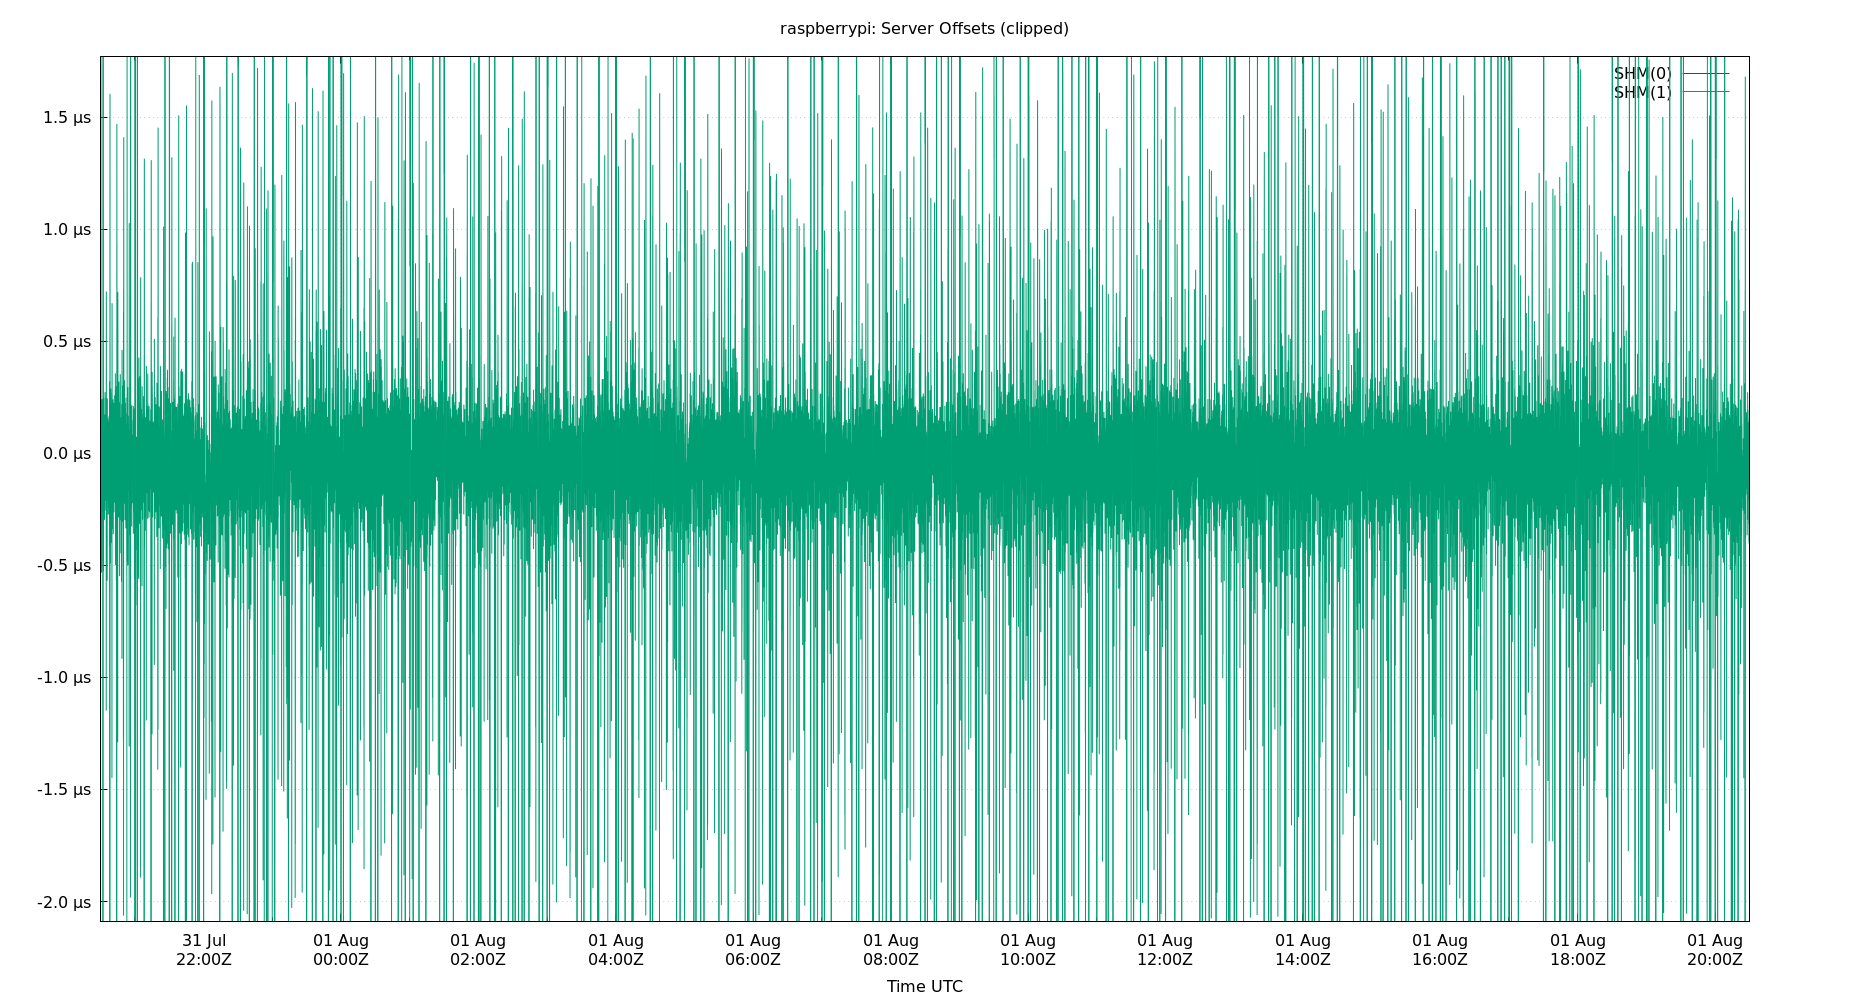 raspberrypi: Server Offsets (clipped)
SHM(0)
SHM(1)
1.5 µs
1.0 µs
0.5 µs
0.0 µs
-0.5 µs
-1.0 µs
-1.5 µs
-2.0 µs
31 Jul 01 Aug 01 Aug 01 Aug 01 Aug 01 Aug 01 Aug 01 Aug 01 Aug 01 Aug 01 Aug 01 Aug
22:00Z 00:00Z 02:00Z 04:00Z 06:00Z 08:00Z 10:00Z 12:00Z 14:00Z 16:00Z 18:00Z 20:00Z
Time UTC